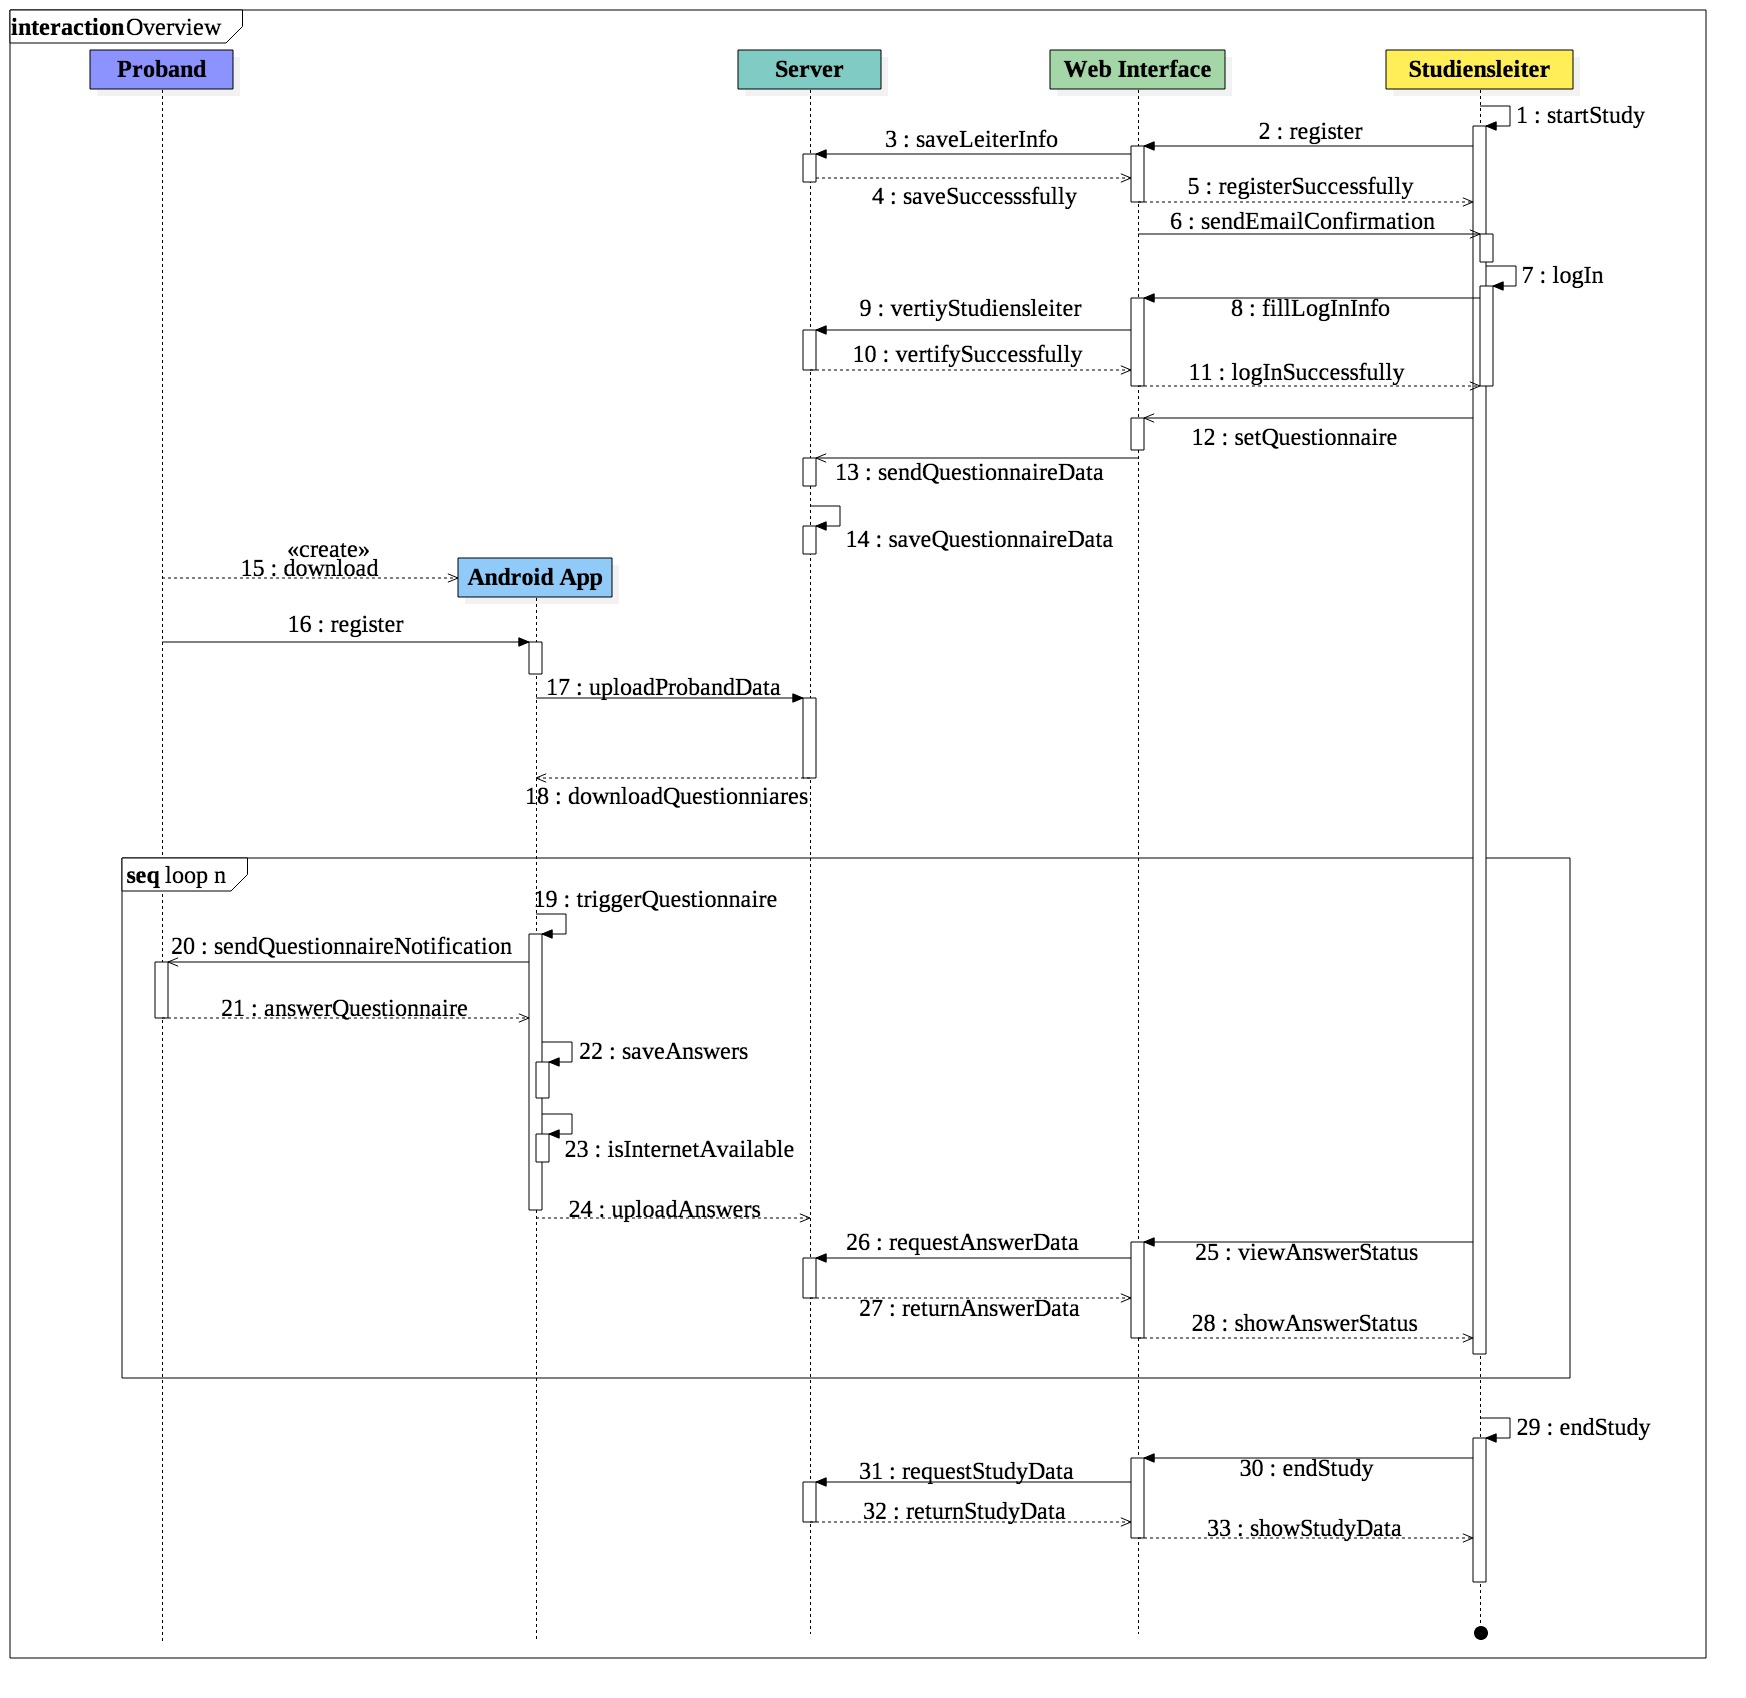 interaction Overview
Proband
Server
Web Interface
Studiensleiter
1 : startStudy
2 : register
3 : saveLeiterInfo
4 : saveSuccesssfully
5 : registerSuccessfully
6 : sendEmailConfirmation
7 : logIn
8 : fillLogInInfo
9 : vertiyStudiensleiter
10 : vertifySuccessfully
11 : logInSuccessfully
12 : setQuestionnaire
13 : sendQuestionnaireData
14 : saveQuestionnaireData
«create»
15 : download
Android App
16 : register
17 : uploadProbandData
18 : downloadQuestionniares
seq loop n
19 : triggerQuestionnaire
20 : sendQuestionnaireNotification
21 : answerQuestionnaire
22 : saveAnswers
23 : isInternetAvailable
24 : uploadAnswers
25 : viewAnswerStatus
26 : requestAnswerData
27 : returnAnswerData
28 : showAnswerStatus
29 : endStudy
30 : endStudy
31 : requestStudyData
32 : returnStudyData
33 : showStudyData